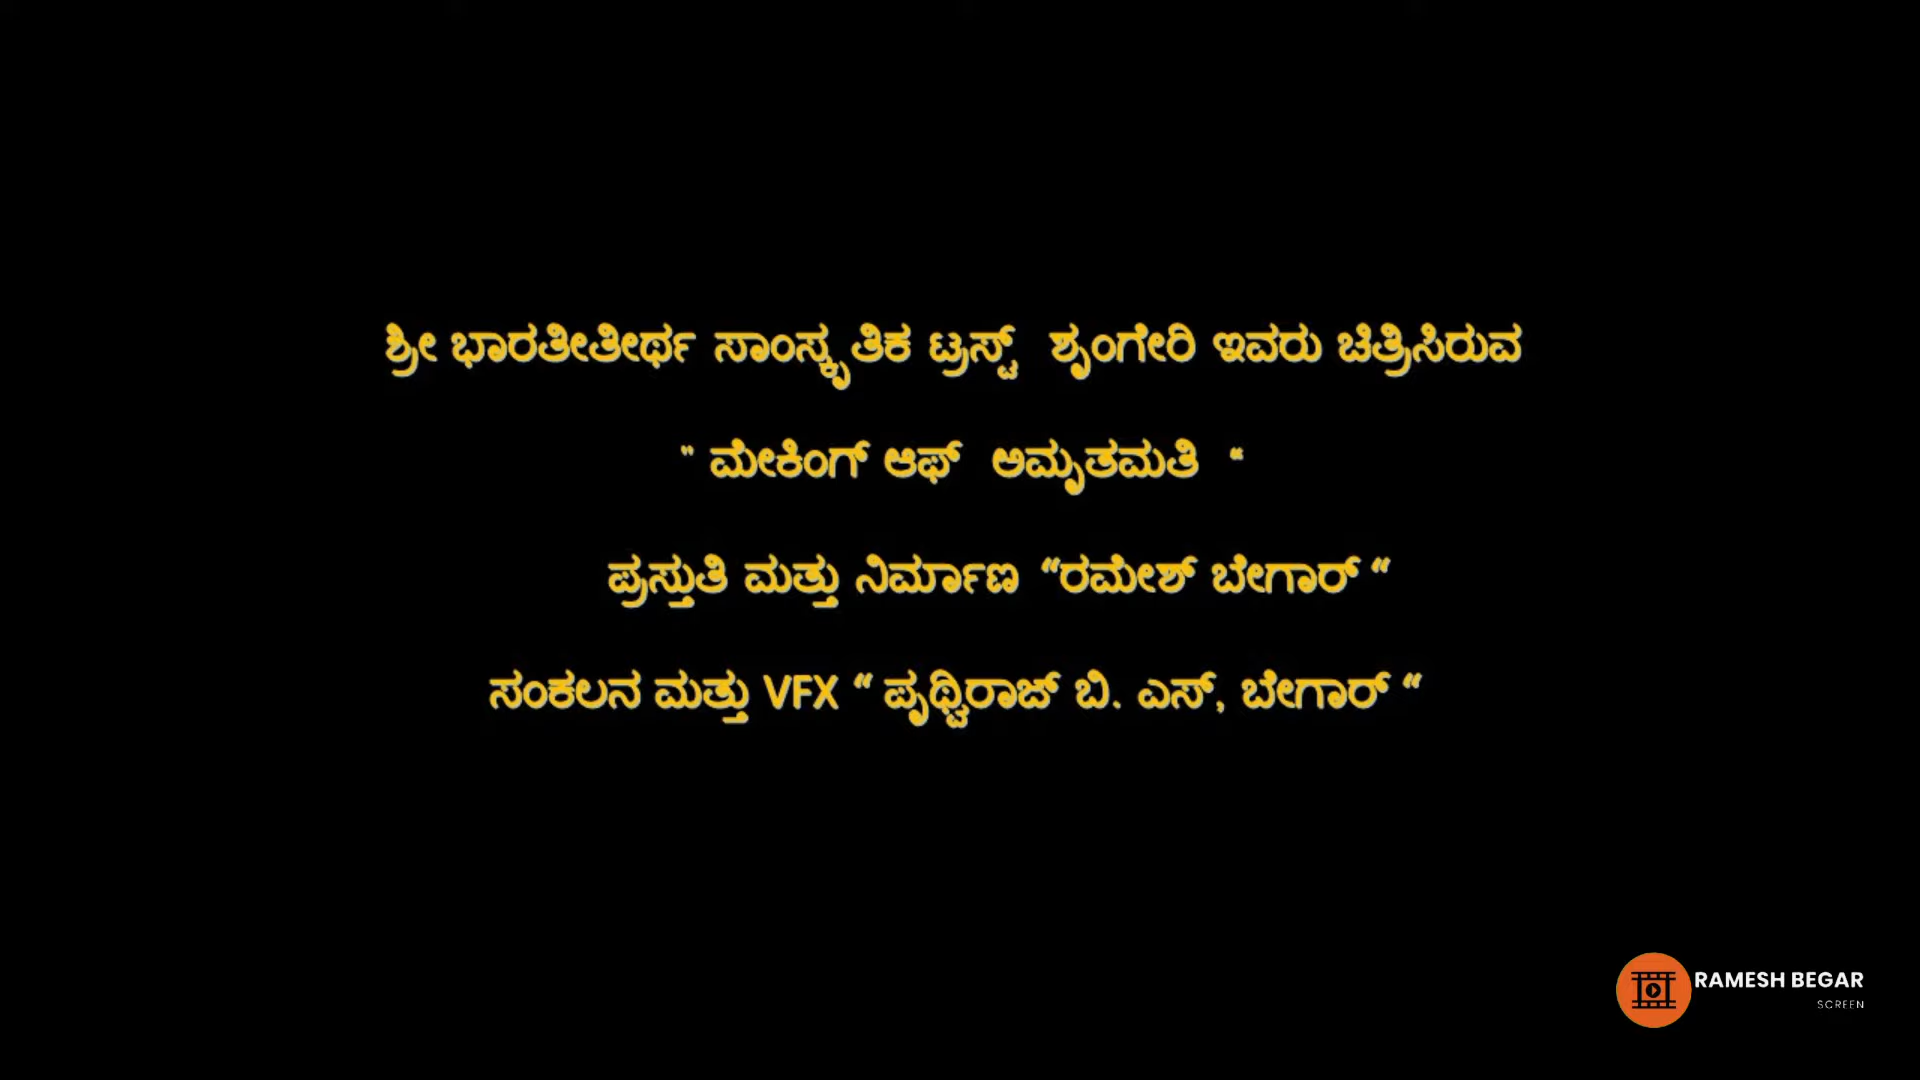 ಶ್ರೀ ಭಾರತೀತೀರ್ಥ ಸಾಂಸ್ಕೃತಿಕ ಟ್ರಸ್ಟ್ ಶೃಂಗೇರಿ ಇವರು ಚಿತ್ರಿಸಿರುವ
" ಮೇಕಿಂಗ್ ಆಫ್ ಅಮೃತಮತಿ “
ಪ್ರಸ್ತುತಿ ಮತ್ತು ನಿರ್ಮಾಣ “ರಮೇಶ್ ಬೇಗಾರ್ “
ಸಂಕಲನ ಮತ್ತು VFX “ ಪೃಥ್ವಿರಾಜ್ ಬಿ. ಎಸ್, ಬೇಗಾರ್ “
RAMESH BEGAR
SCREEN